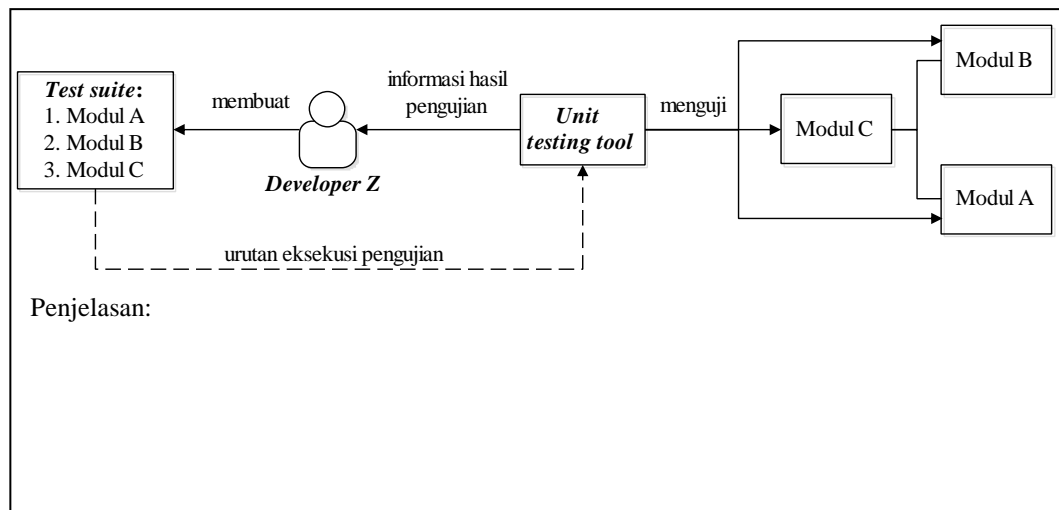 Test suite:
1. Modul A
2. Modul B
3. Modul C
membuat
Developer Z
informasi hasil
pengujian
Unit
testing tool
menguji
Modul B
Modul C
Modul A
urutan eksekusi pengujian
Penjelasan: